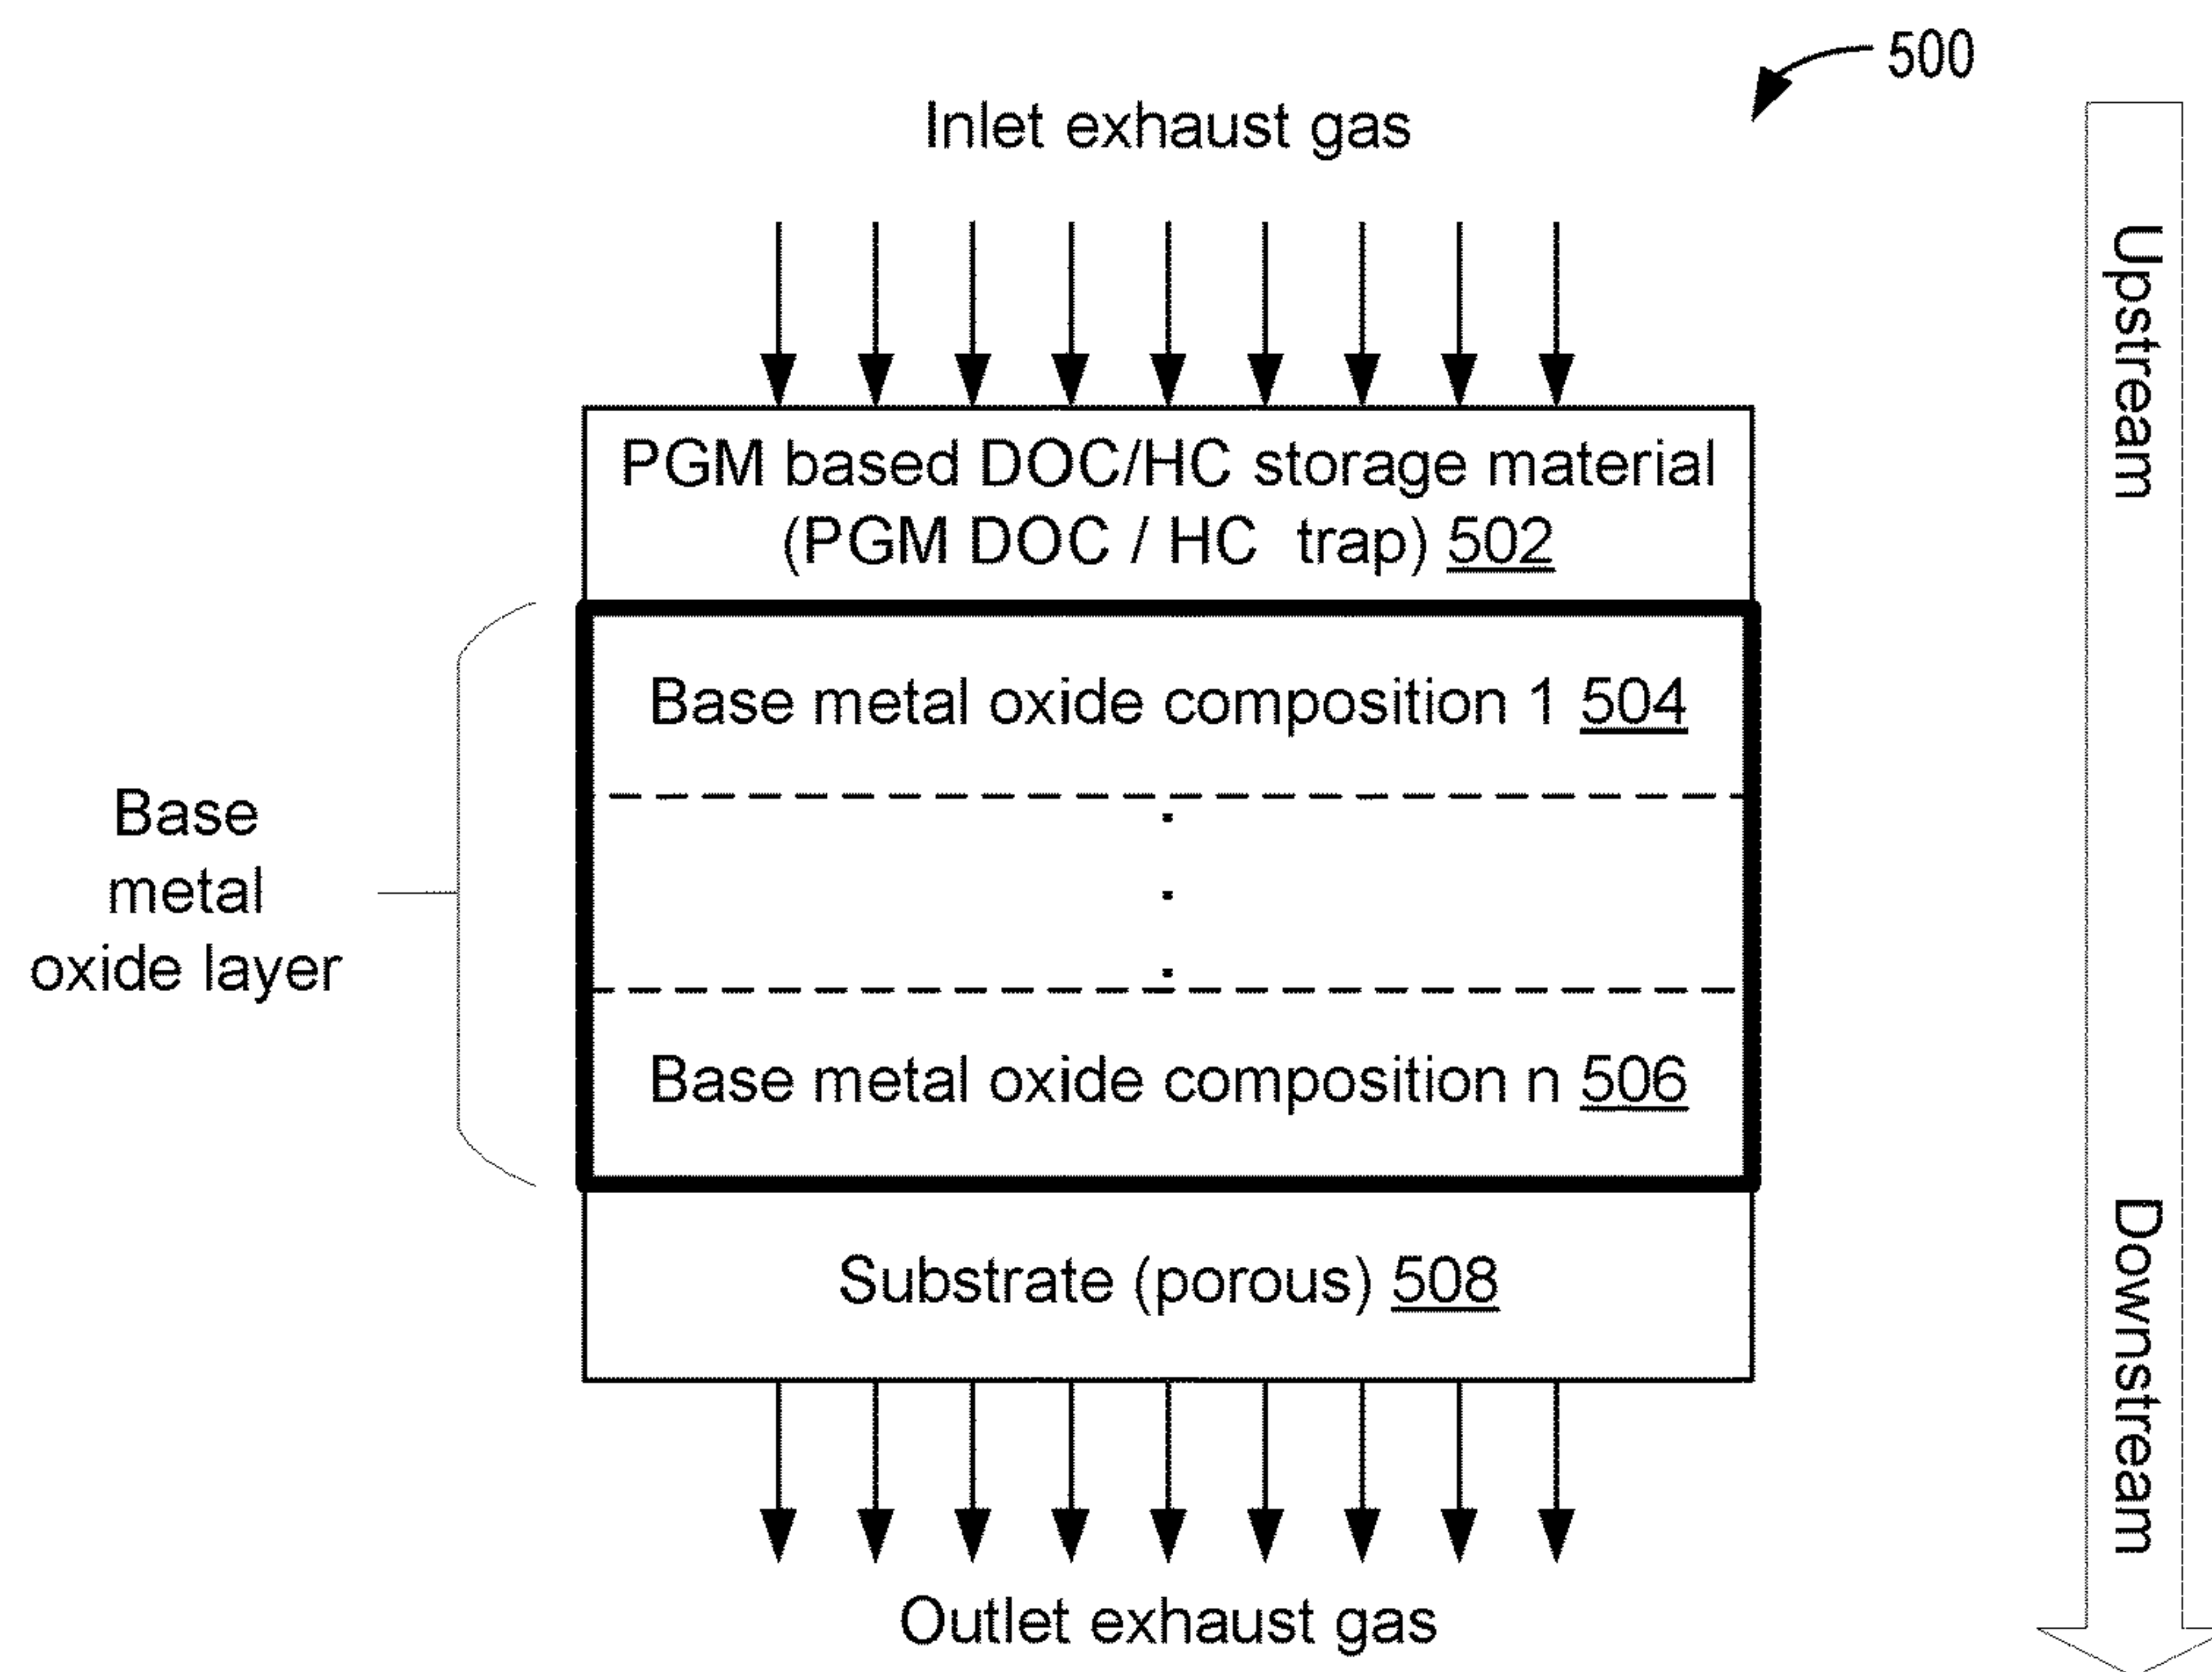 500
Inlet exhaust gas
Upstream
PGM based DOC/HC storage material
(PGM DOC / HC trap) 502
Base metal oxide composition 1 504
Base
metal
oxide layer
Base metal oxide composition n 506
Substrate (porous) 508
Downstream
Outlet exhaust gas